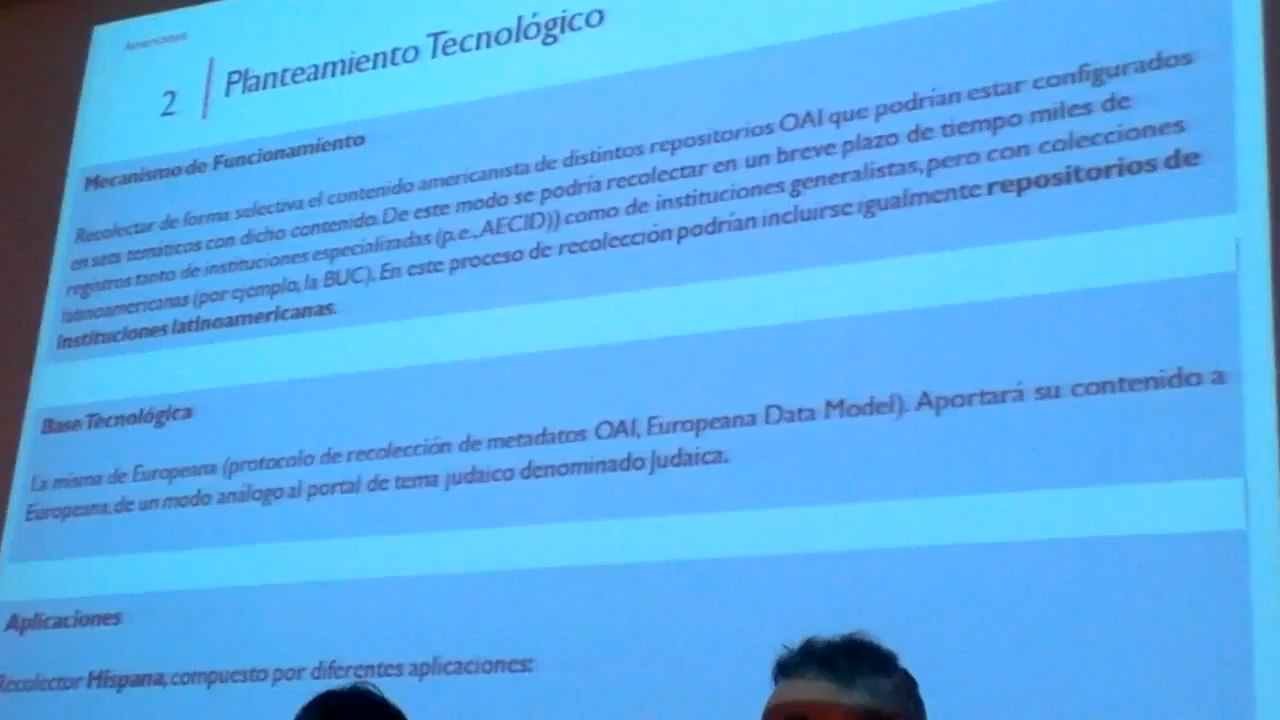 2 Planteamiento Tecnológico
Mecanismo de Funcionamiento
Recolectar de forma selectiva el contenido americanista de distintos repositorios OAI que podrían estar configurados
en sets temáticos con dicho contenido. De este modo se podría recolectar en un breve plazo de tiempo miles de
registros tanto de instituciones especializadas (p.e., AECID)) como de instituciones generalistas, pero con colecciones
latinoamericanas (por ejemplo, la BUC). En este proceso de recolección podrían incluirse igualmente repositorios de
instituciones latinoamericanas.
Base Tecnológica
La misma de Europeana (protocolo de recolección de metadatos OAI, Europeana Data Model). Aportará su contenido a
Europeana, de un modo análogo al portal de tema judaico denominado Judaica.
Aplicaciones
Recolector Hispana, compuesto por diferentes aplicaciones: